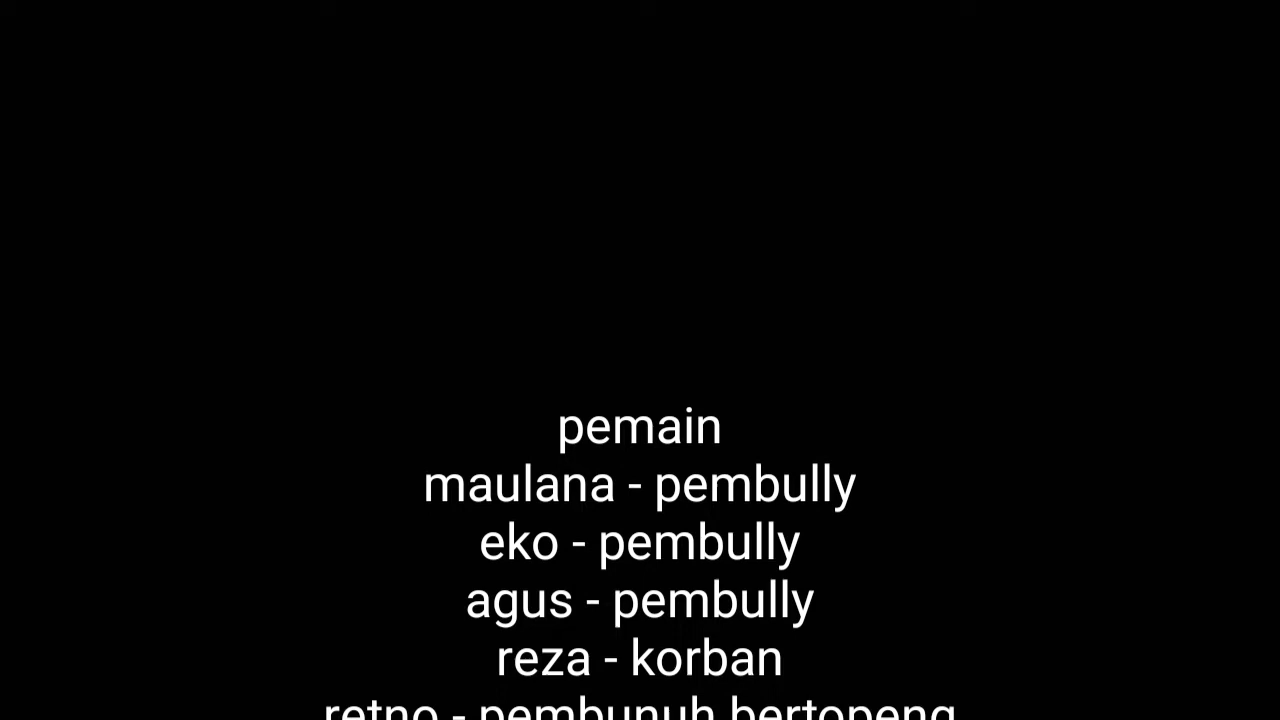 pemain
maulana - pembully
eko - pembully
agus - pembully
reza - korban
retno - pembunuh bertopeng